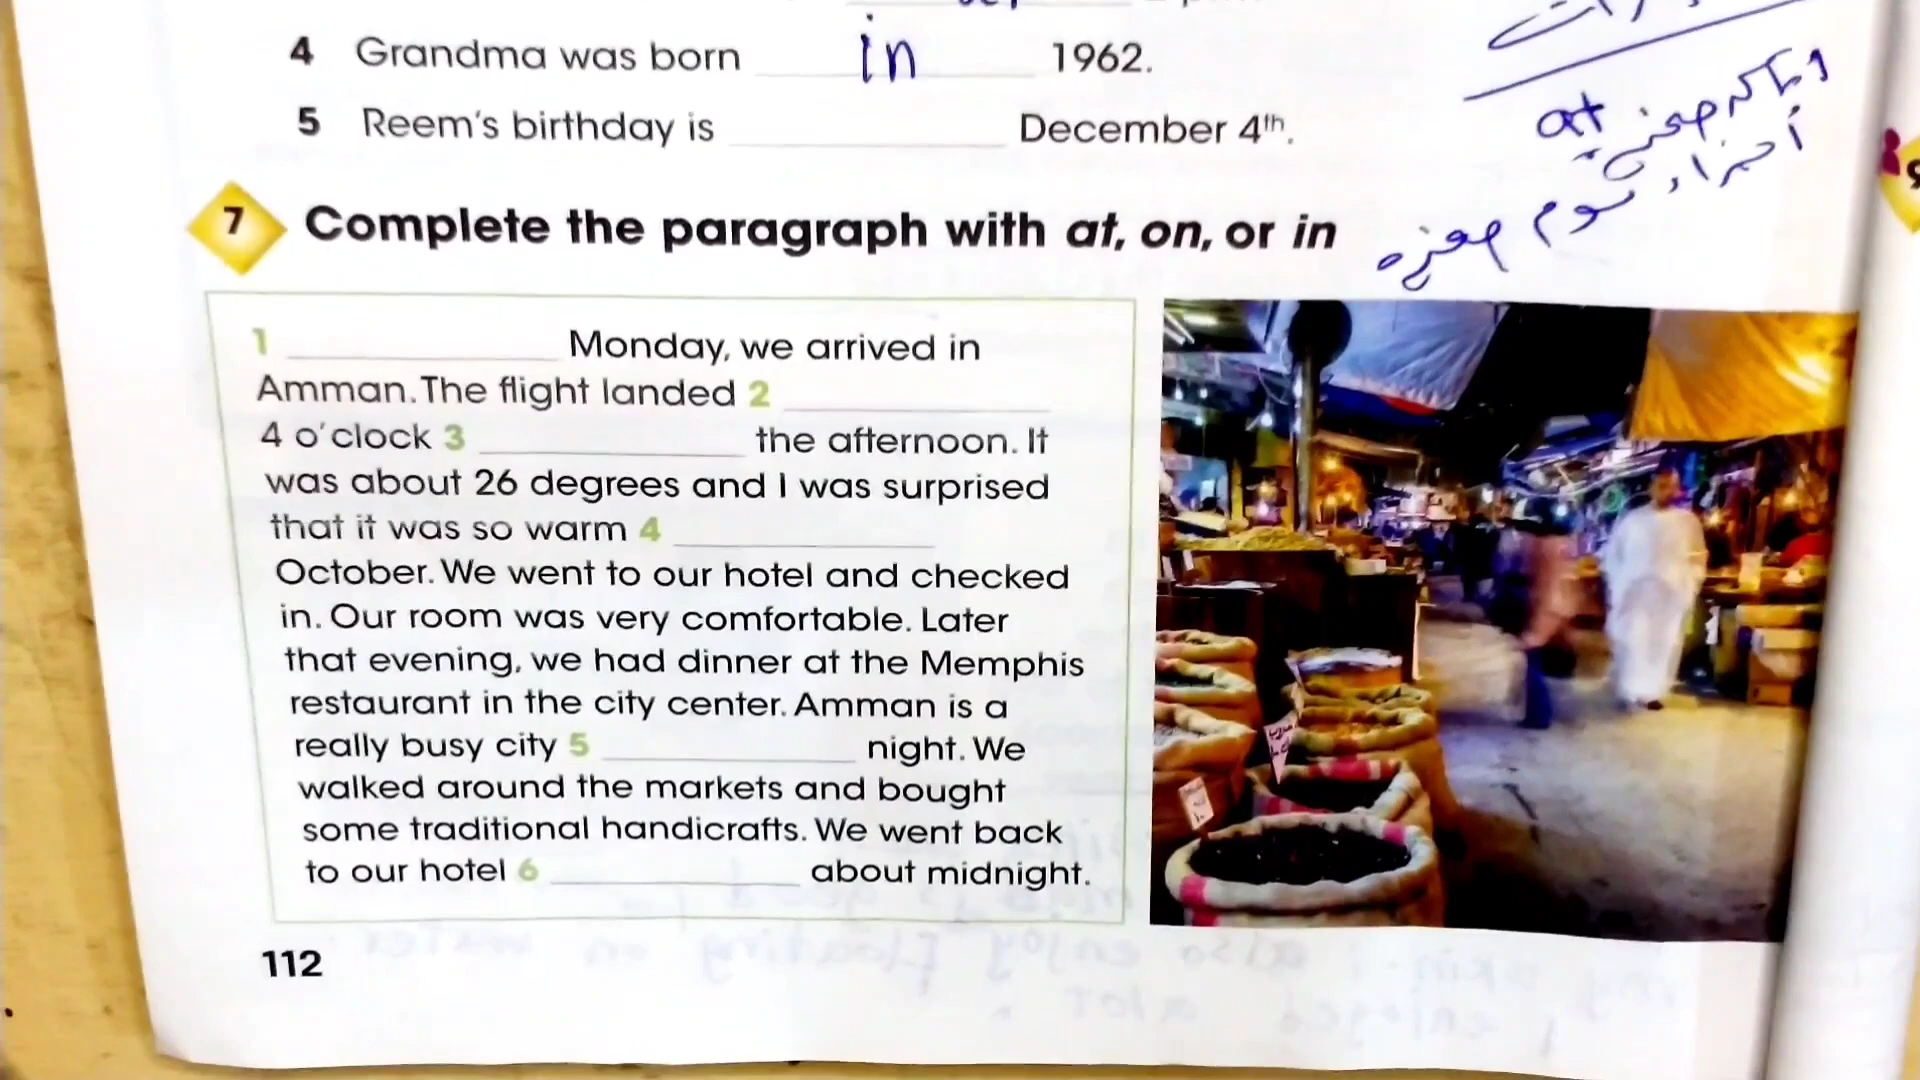 4 Grandma was born in 1962.
5 Reem's birthday is December 4th.
7 Complete the paragraph with at, on, or in
at
1 Monday, we arrived in
Amman. The flight landed 2
4 o'clock 3 the afternoon. It
was about 26 degrees and I was surprised
that it was so warm 4
October. We went to our hotel and checked
in. Our room was very comfortable. Later
that evening, we had dinner at the Memphis
restaurant in the city center. Amman is a
really busy city 5 night. We
walked around the markets and bought
some traditional handicrafts. We went back
to our hotel 6 about midnight.
112